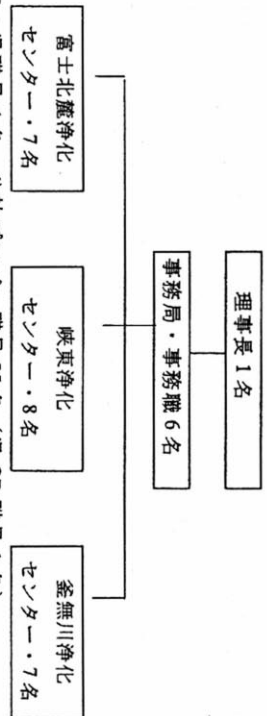 理事長1名
事務局・事務職6名
富士北麓浄化
センター・7名
峡東浄化
センター・8名
釜無川浄化
センター・7名